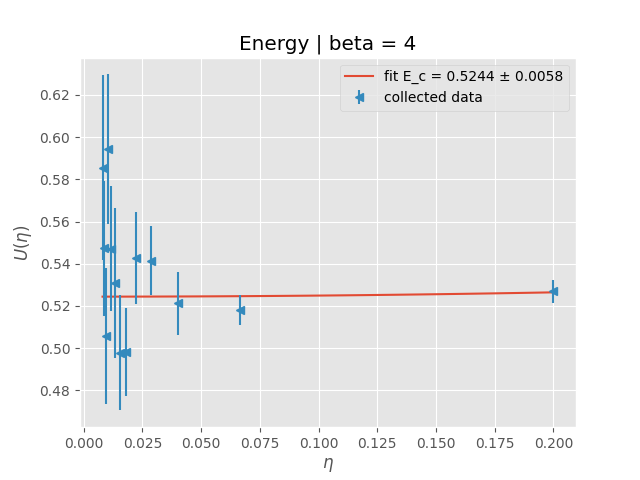 Energy | beta = 4
fit E_c = 0.5244 ± 0.0058
collected data
U(η)
0.62
0.60
0.58
0.56
0.54
0.52
0.50
0.48
0.000 0.025 0.050 0.075 0.100 0.125 0.150 0.175 0.200
η